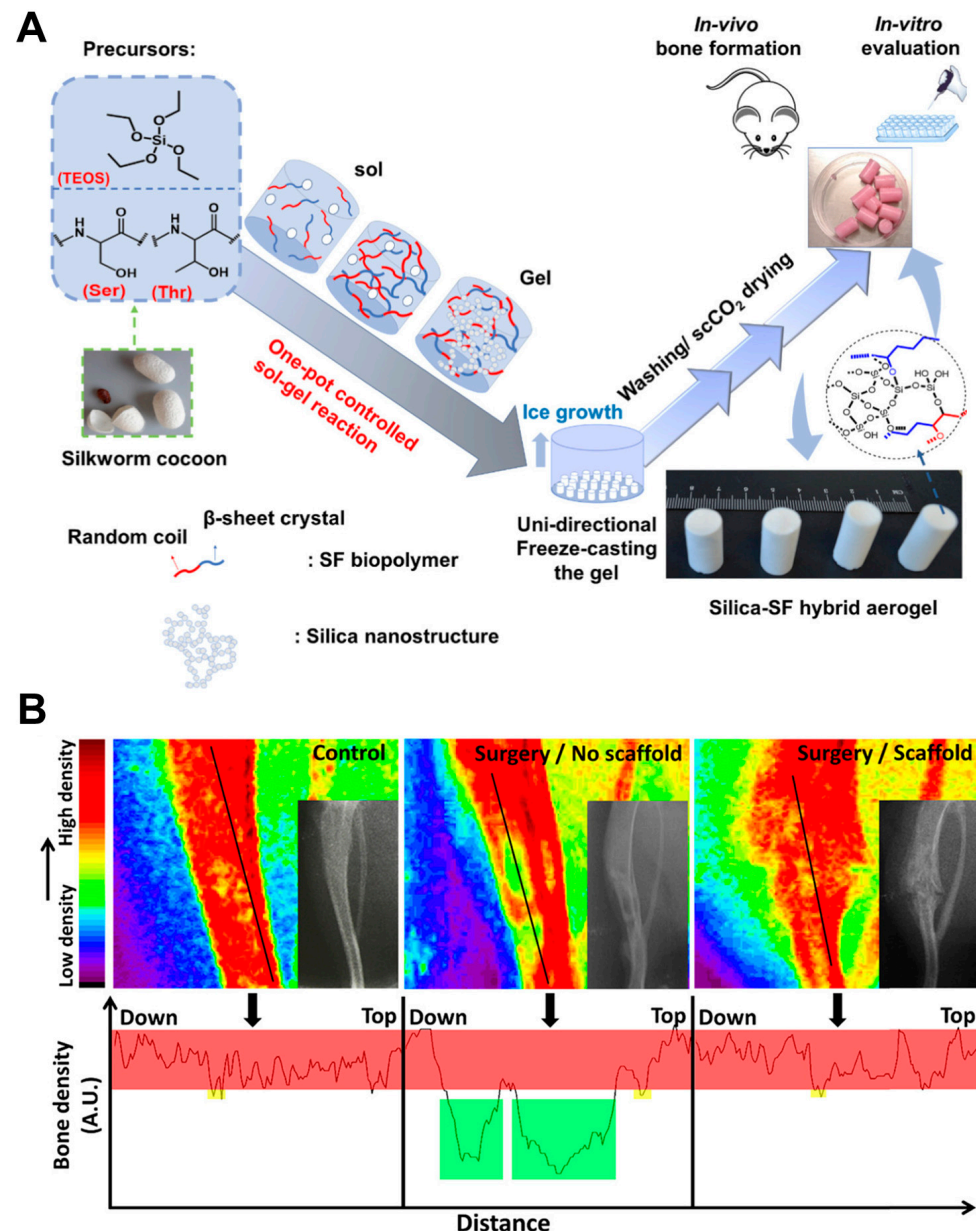 A
Precursors:
(TEOS)
Si
O
O
O
O
H
N
O
OH
(Ser)
H
N
O
OH
(Thr)
Silkworm cocoon
sol
Gel
One-pot controlled
sol-gel reaction
Ice growth
Uni-directional
Freeze-casting
the gel
Washing/ scCO2 drying
In-vivo
bone formation
In-vitro
evaluation
Silica-SF hybrid aerogel
Random coil
β-sheet crystal
: SF biopolymer
: Silica nanostructure
B
High density
Low density
Control
Surgery / No scaffold
Surgery / Scaffold
Bone density
(A.U.)
Down
Top
Down
Top
Down
Top
Distance